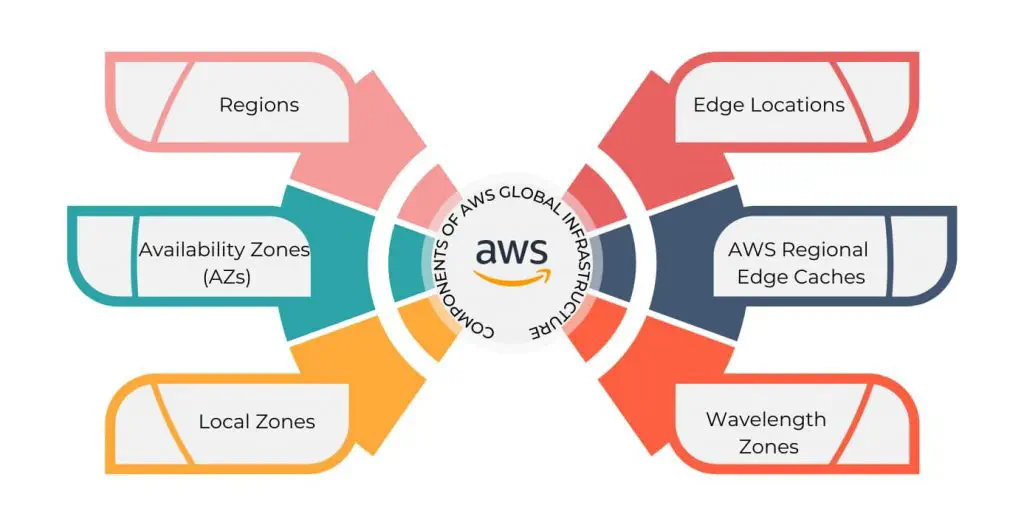 Regions
Edge Locations
COMPONENTS OF AWS GLOBAL INFRASTRUCTURE
aws
Availability Zones
(AZs)
AWS Regional
Edge Caches
Local Zones
Wavelength
Zones